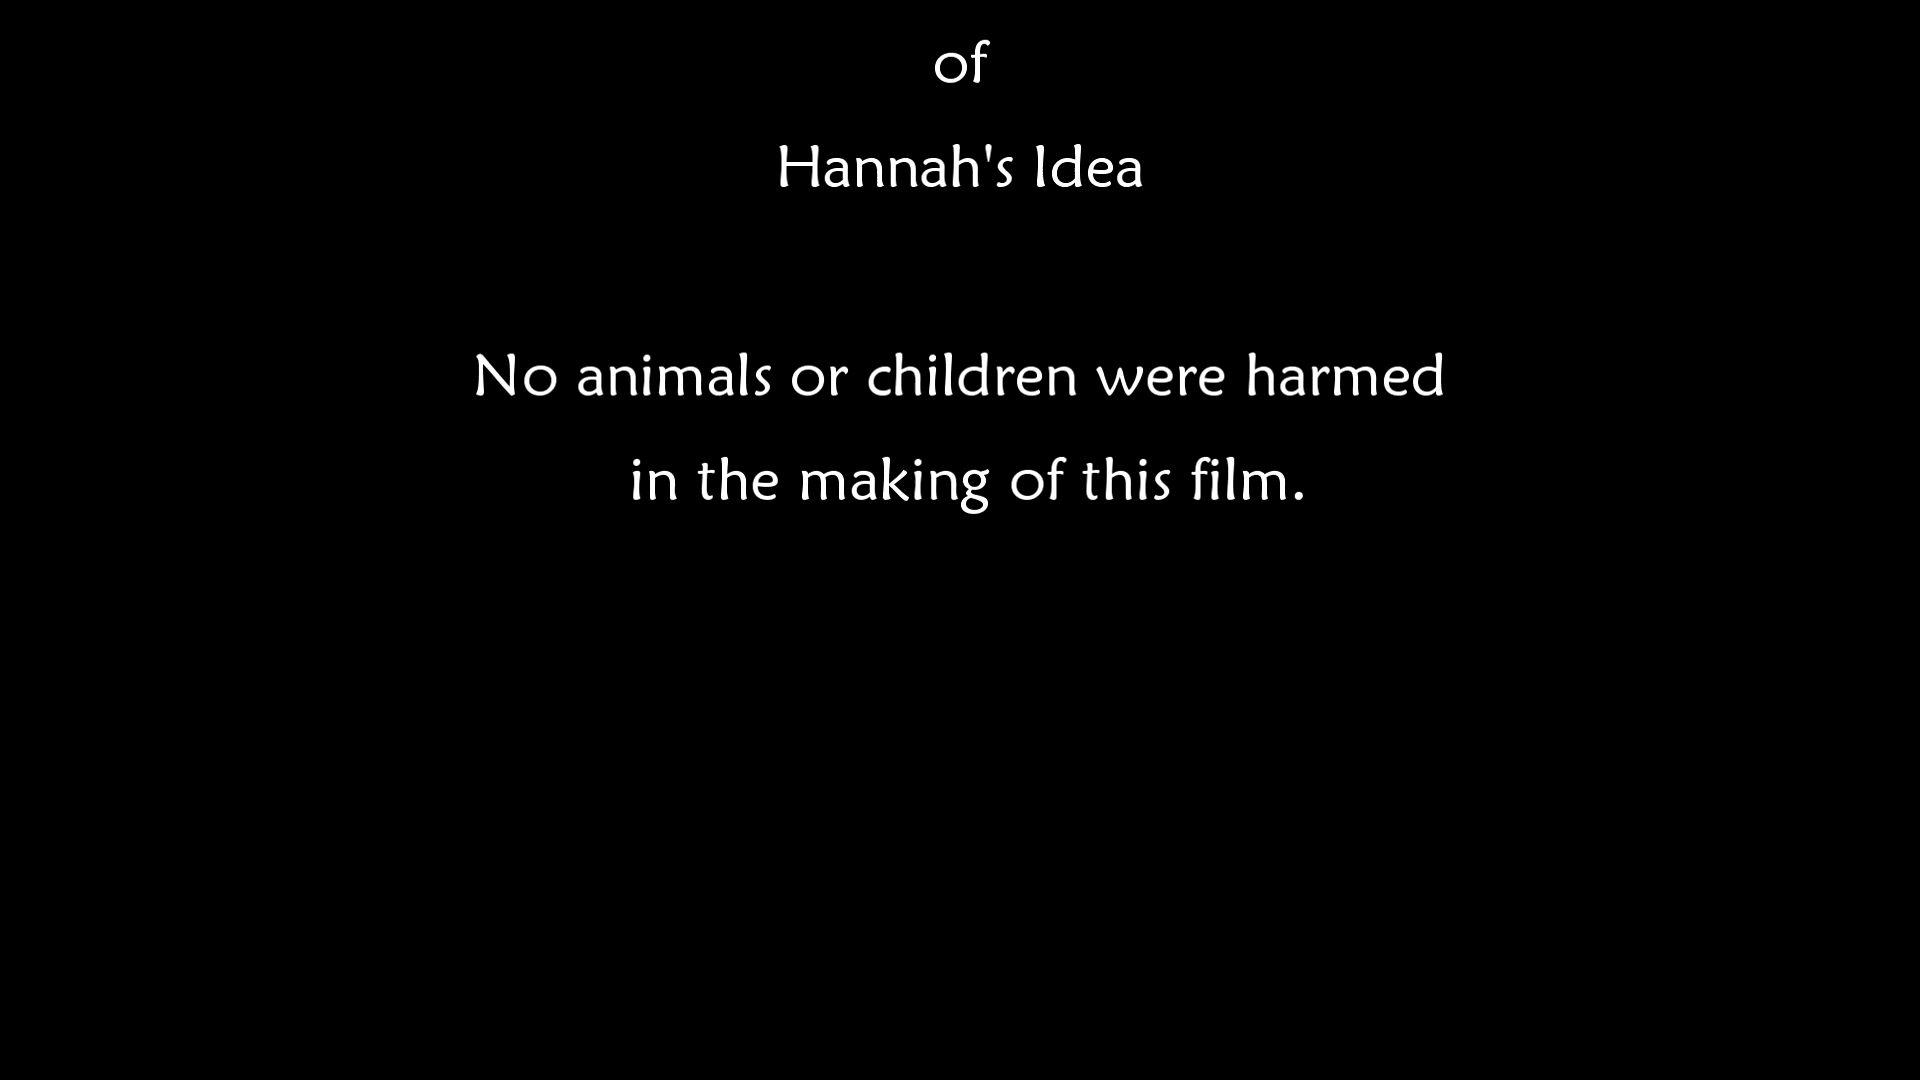 of
Hannah's Idea
No animals or children were harmed
in the making of this film.